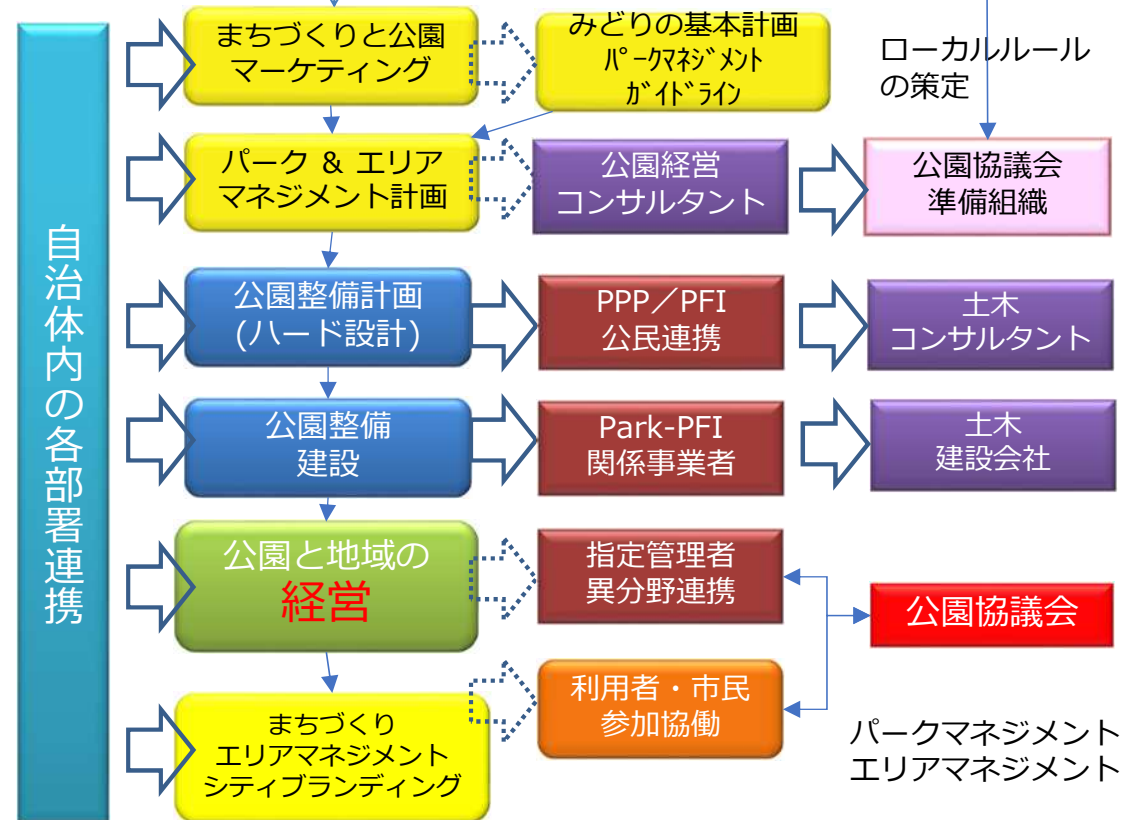 自治体内の各部署連携
まちづくりと公園
マーケティング
みどりの基本計画
ﾊﾟｰｸﾏﾈｼﾞﾒﾝﾄ
ｶﾞｲﾄﾞﾗｲﾝ
ローカルルール
の策定
パーク & エリア
マネジメント計画
公園経営
コンサルタント
公園協議会
準備組織
公園整備計画
(ハード設計)
PPP／PFI
公民連携
土木
コンサルタント
公園整備
建設
Park-PFI
関係事業者
土木
建設会社
公園と地域の
経営
指定管理者
異分野連携
公園協議会
まちづくり
エリアマネジメント
シティブランディング
利用者・市民
参加協働
パークマネジメント
エリアマネジメント